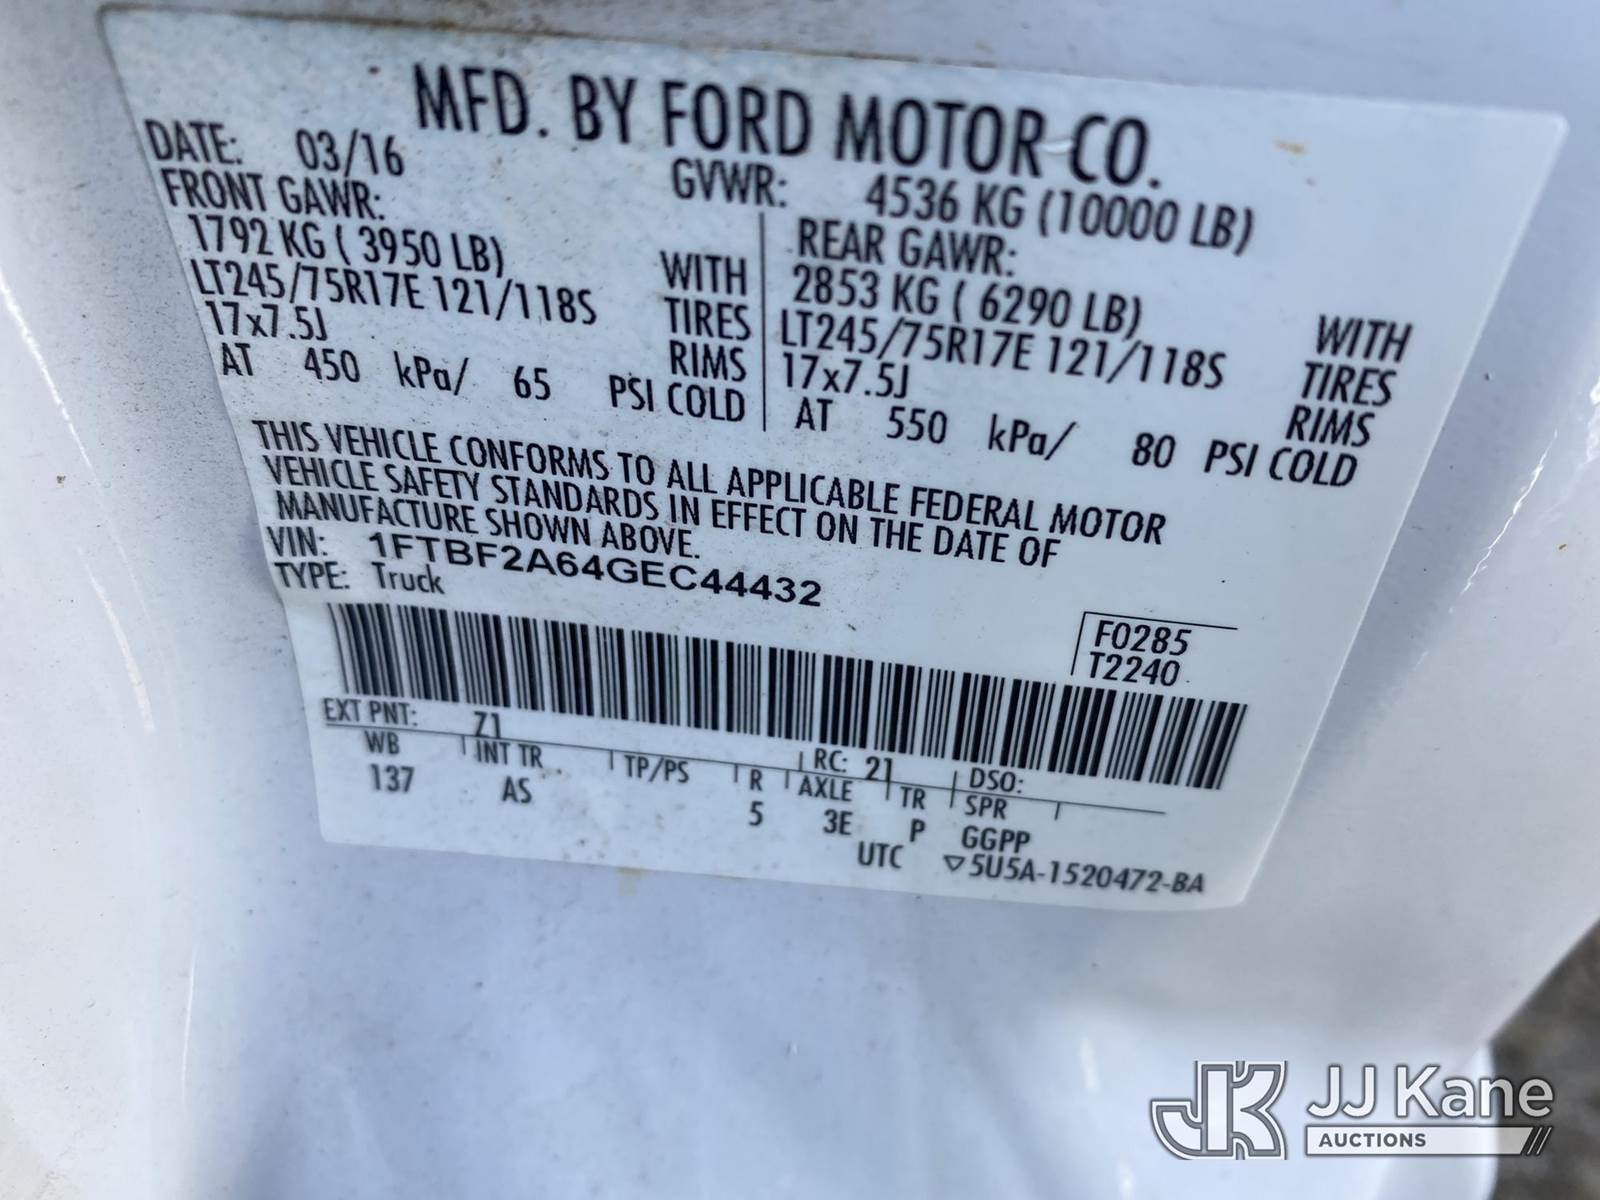 MFD. BY FORD MOTOR CO.
DATE: 03/16 GVWR: 4536 KG (10000 LB)
FRONT GAWR: REAR GAWR:
1792 KG ( 3950 LB) WITH 2853 KG ( 6290 LB) WITH
LT245/75R17E 121/118S TIRES LT245/75R17E 121/118S TIRES
17x7.5J RIMS 17x7.5J RIMS
AT 450 kPa/ 65 PSI COLD AT 550 kPa/ 80 PSI COLD
THIS VEHICLE CONFORMS TO ALL APPLICABLE FEDERAL MOTOR
VEHICLE SAFETY STANDARDS IN EFFECT ON THE DATE OF
MANUFACTURE SHOWN ABOVE.
VIN: 1FTBF2A64GEC44432
TYPE: Truck
F0285
T2240
EXT PNT: Z1 RC: 21 DSO:
WB INT TR TP/PS R AXLE TR SPR
137 AS 5 3E P GGPP
UTC ▽5U5A-1520472-BA
JK JJ Kane
AUCTIONS